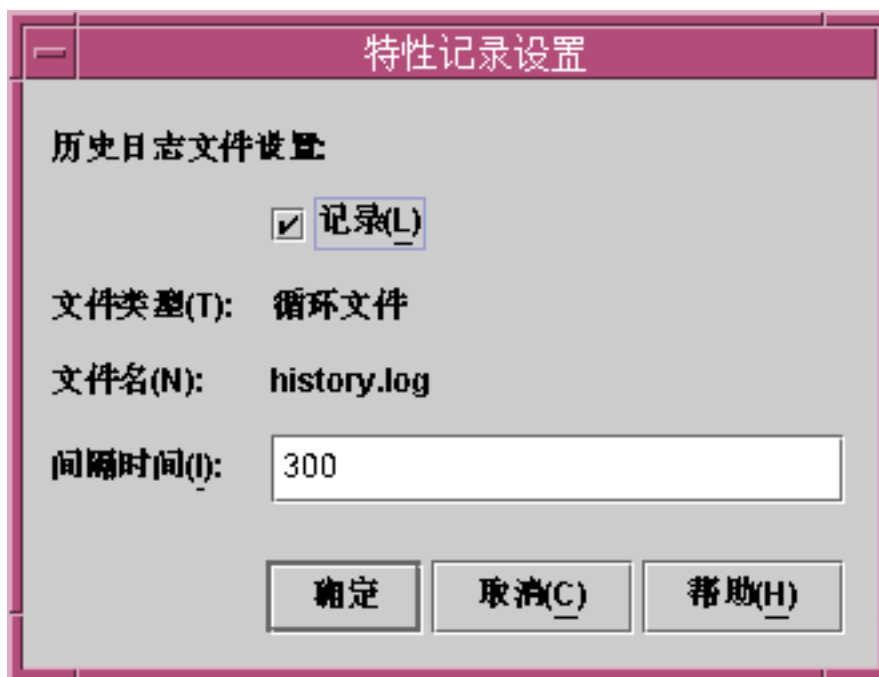 特性记录设置
历史日志文件设置:
记录(L)
文件类型(T): 循环文件
文件名(N): history.log
间隔时间(I): 300
确定 取消(C) 帮助(H)